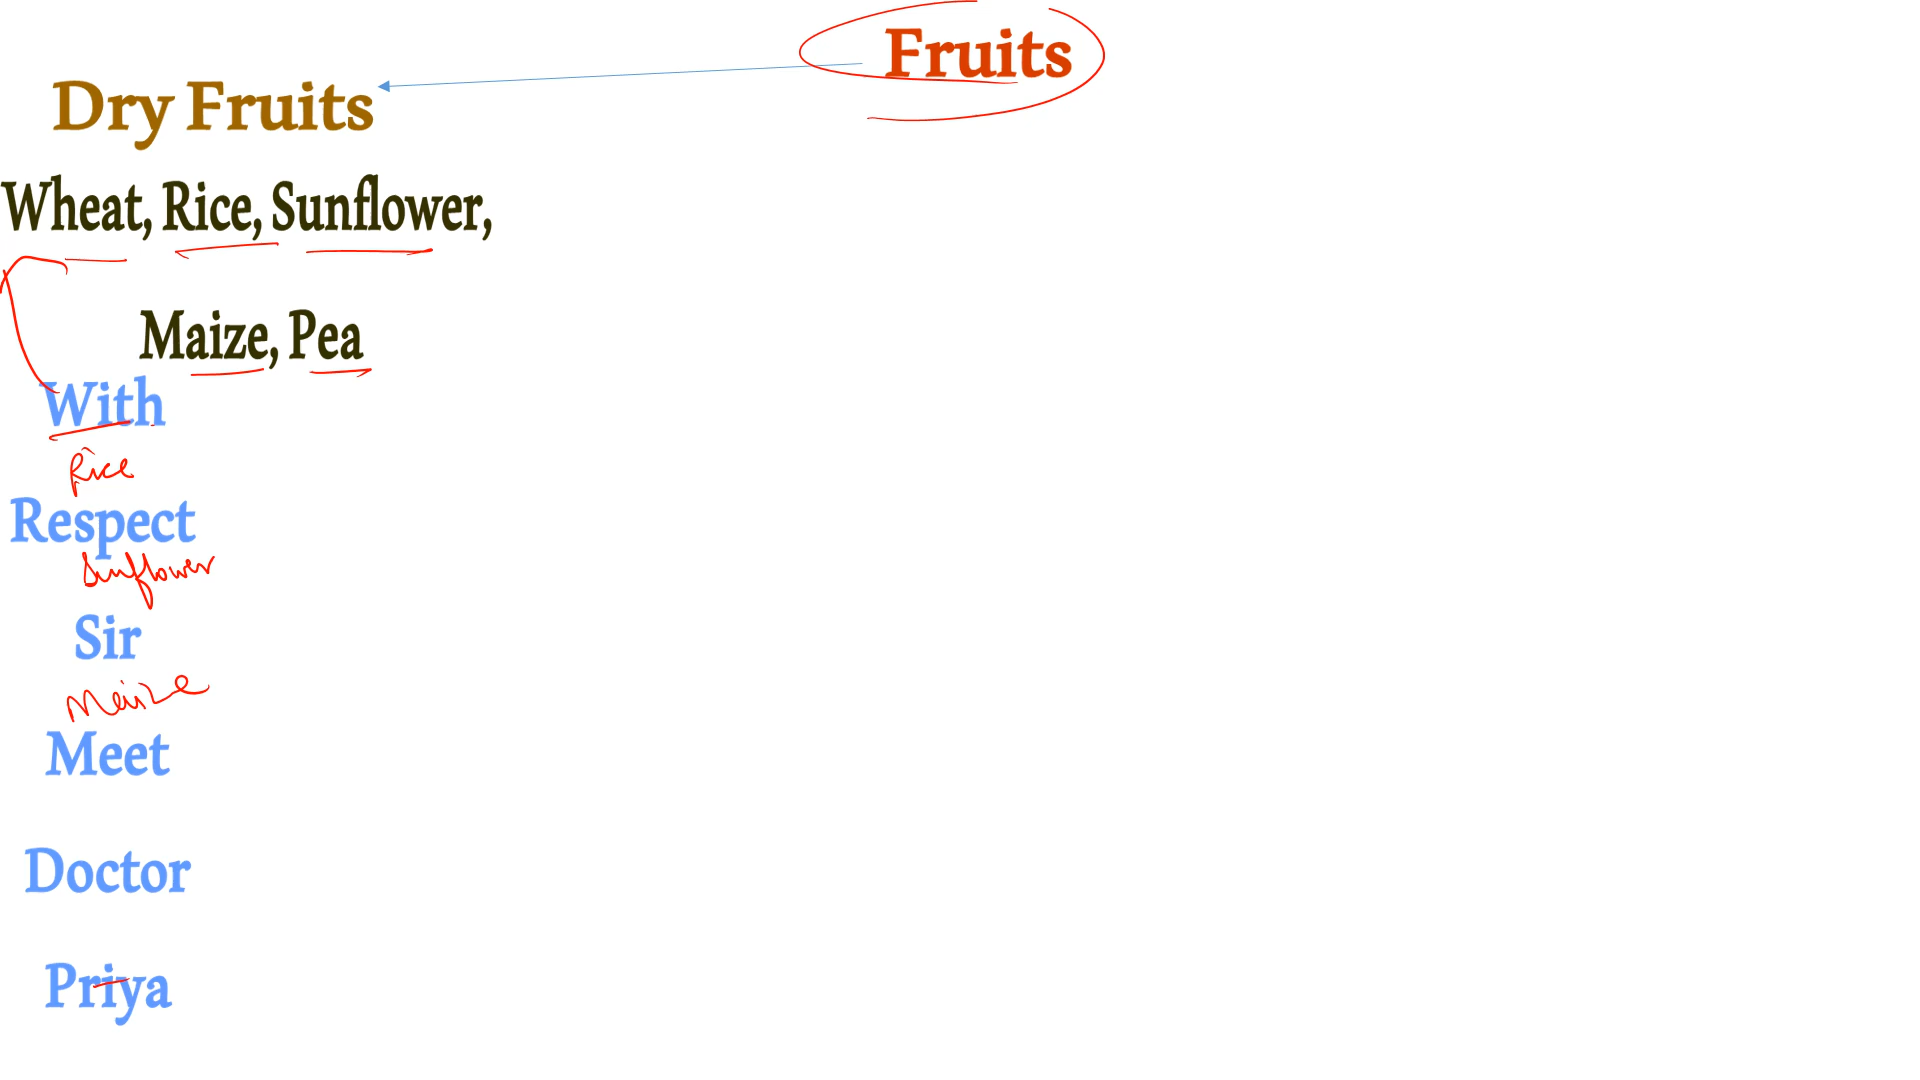 Fruits
Dry Fruits
Wheat, Rice, Sunflower,
Maize, Pea
With
Rice
Respect
Sunflower
Sir
Maize
Meet
Doctor
Priya